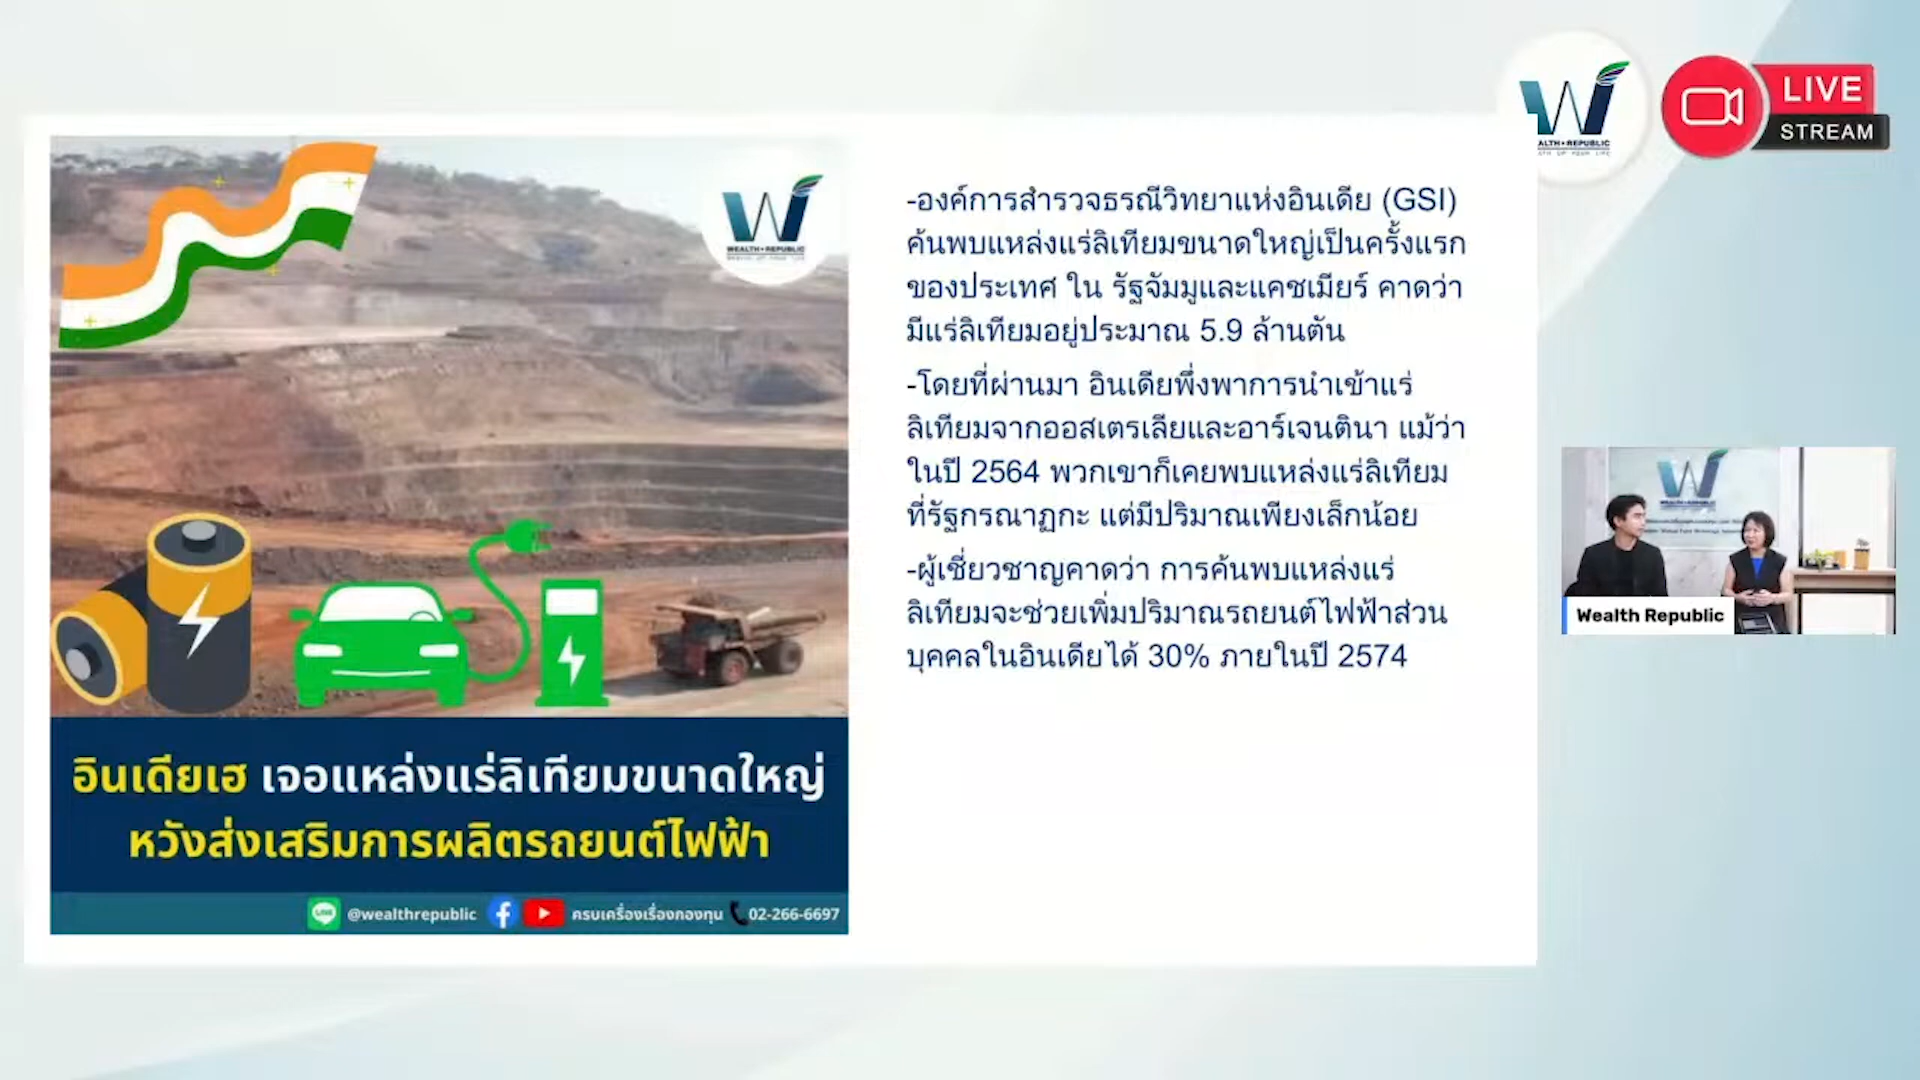 LIVE
STREAM
ALTH+REPUBLIC
WEALTH+REPUBLIC
-องค์การสำรวจธรณีวิทยาแห่งอินเดีย (GSI)
ค้นพบแหล่งแร่ลิเทียมขนาดใหญ่เป็นครั้งแรก
ของประเทศ ใน รัฐจัมมูและแคชเมียร์ คาดว่า
มีแร่ลิเทียมอยู่ประมาณ 5.9 ล้านตัน
-โดยที่ผ่านมา อินเดียพึ่งพาการนำเข้าแร่
ลิเทียมจากออสเตรเลียและอาร์เจนตินา แม้ว่า
ในปี 2564 พวกเขาก็เคยพบแหล่งแร่ลิเทียม
ที่รัฐกรณาฏกะ แต่มีปริมาณเพียงเล็กน้อย
-ผู้เชี่ยวชาญคาดว่า การค้นพบแหล่งแร่
ลิเทียมจะช่วยเพิ่มปริมาณรถยนต์ไฟฟ้าส่วน
บุคคลในอินเดียได้ 30% ภายในปี 2574
Wealth Republic
อินเดียเฮ เจอแหล่งแร่ลิเทียมขนาดใหญ่
หวังส่งเสริมการผลิตรถยนต์ไฟฟ้า
@wealthrepublic ครบเครื่องเรื่องกองทุน 02-266-6697